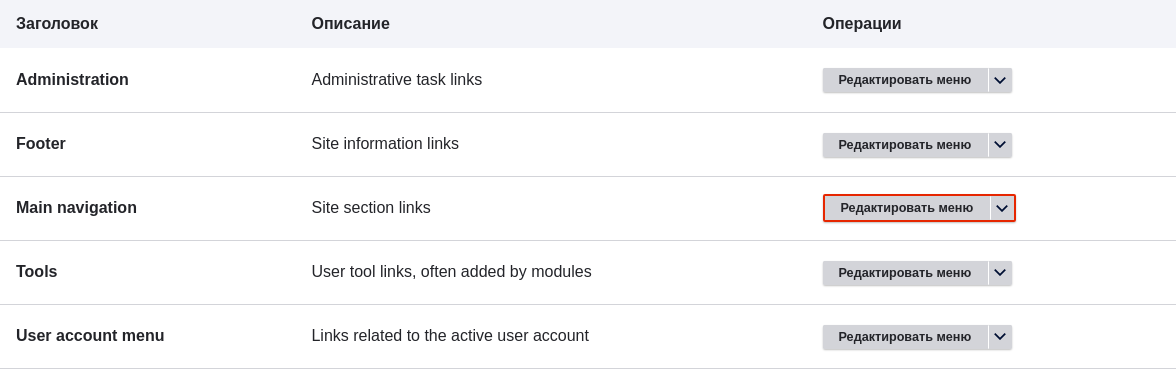 Заголовок Описание Операции
Administration Administrative task links Редактировать меню
Footer Site information links Редактировать меню
Main navigation Site section links Редактировать меню
Tools User tool links, often added by modules Редактировать меню
User account menu Links related to the active user account Редактировать меню